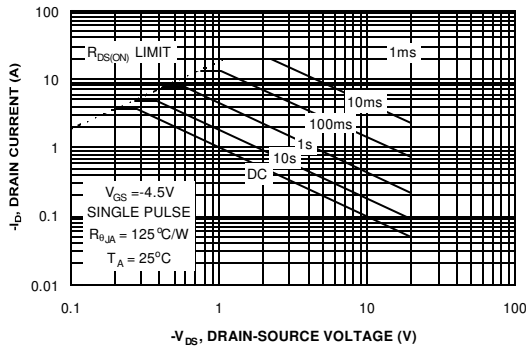 100
10
1
0.1
0.01
-I_D, DRAIN CURRENT (A)
R_DS(ON) LIMIT
1ms
10ms
100ms
1s
10s
DC
V_GS =-4.5V
SINGLE PULSE
R_θJA = 125°C/W
T_A = 25°C
0.1
1
10
100
-V_DS, DRAIN-SOURCE VOLTAGE (V)